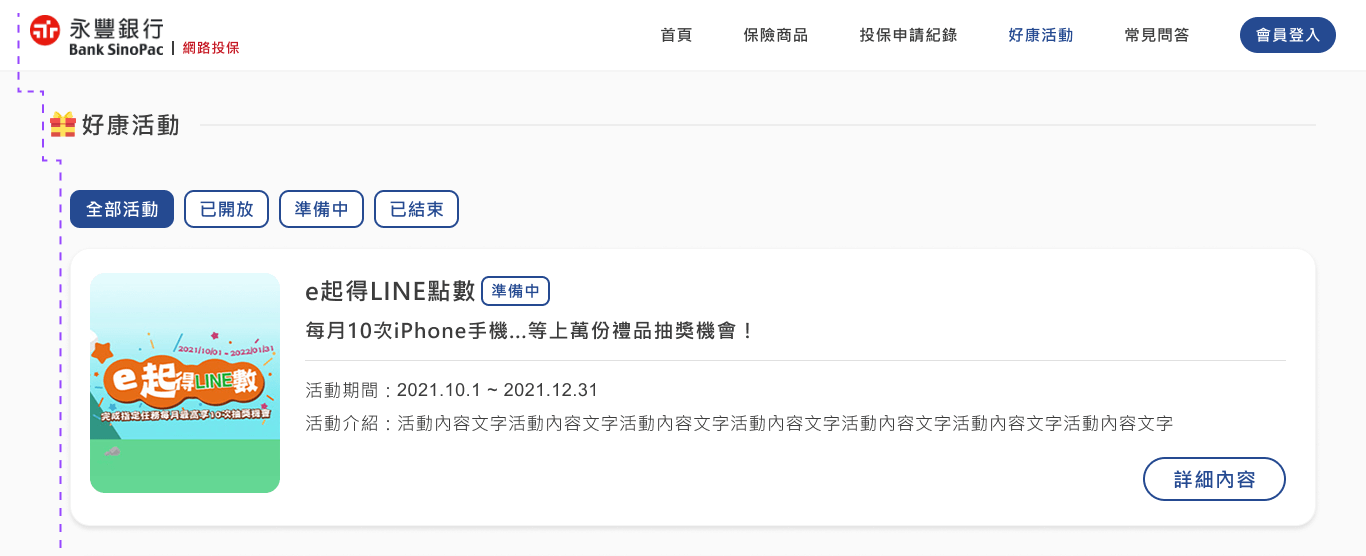 永豐銀行
Bank SinoPac | 網路投保
首頁 保險商品 投保申請紀錄 好康活動 常見問答 會員登入
好康活動
全部活動 已開放 準備中 已結束
2021/10/01 ~ 2022/01/31
e起得LINE點數
完成指定任務每月最高享10次抽獎機會
e起得LINE點數 準備中
每月10次iPhone手機...等上萬份禮品抽獎機會！
活動期間：2021.10.1 ~ 2021.12.31
活動介紹：活動內容文字活動內容文字活動內容文字活動內容文字活動內容文字活動內容文字活動內容文字
詳細內容